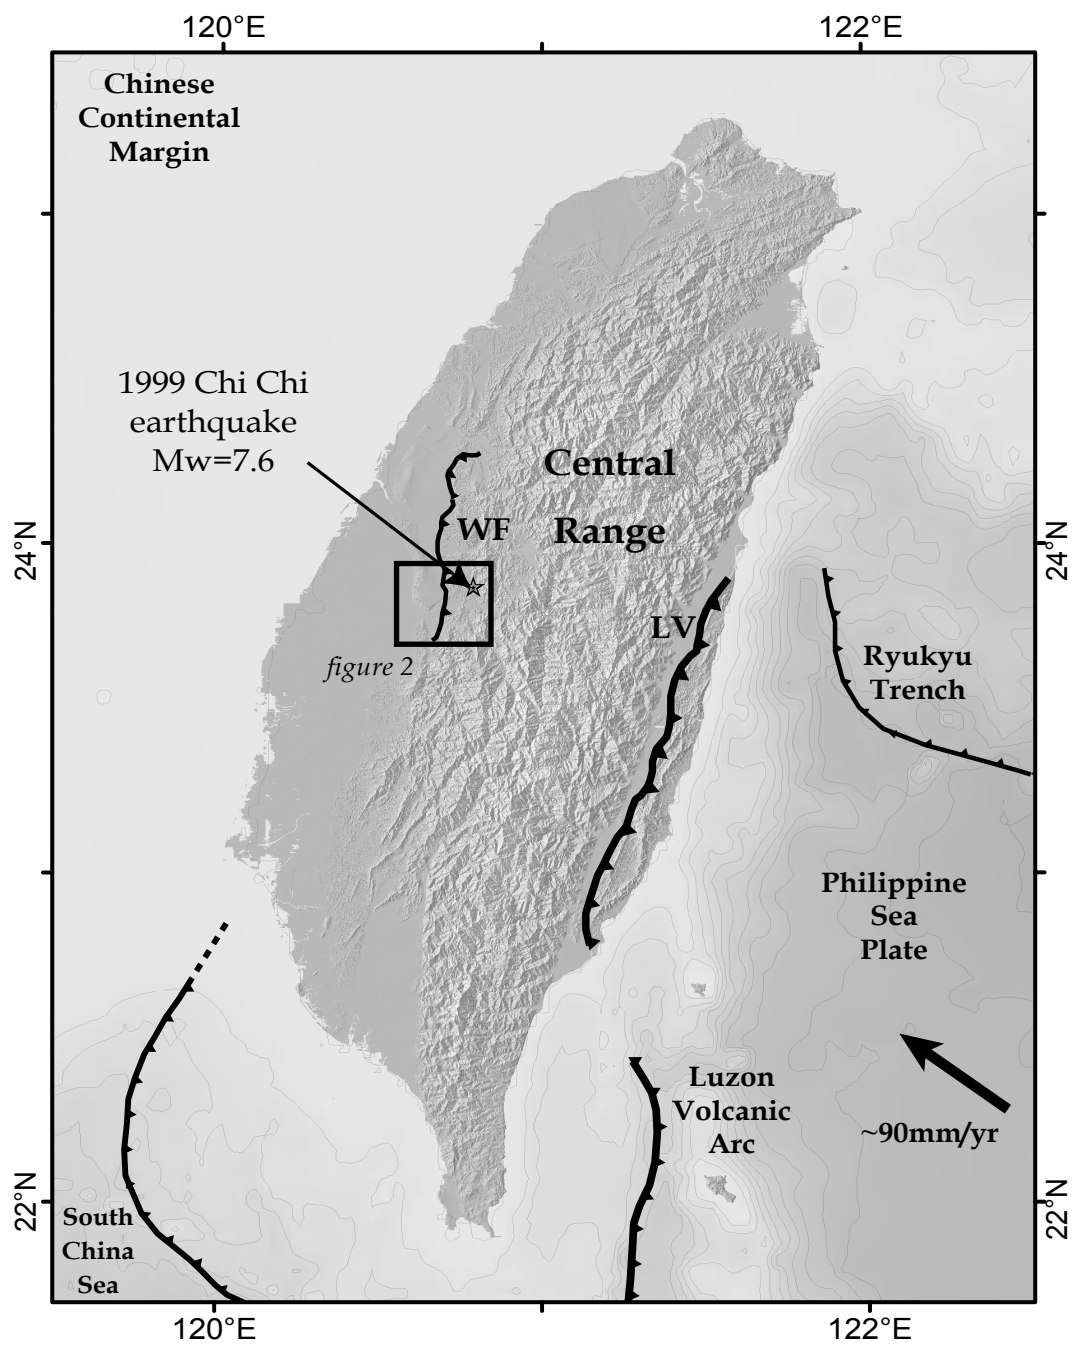 120°E
122°E
Chinese
Continental
Margin
1999 Chi Chi
earthquake
Mw=7.6
Central
Range
WF
24°N
24°N
LV
figure 2
Ryukyu
Trench
Philippine
Sea
Plate
Luzon
Volcanic
Arc
~90mm/yr
22°N
22°N
South
China
Sea
120°E
122°E